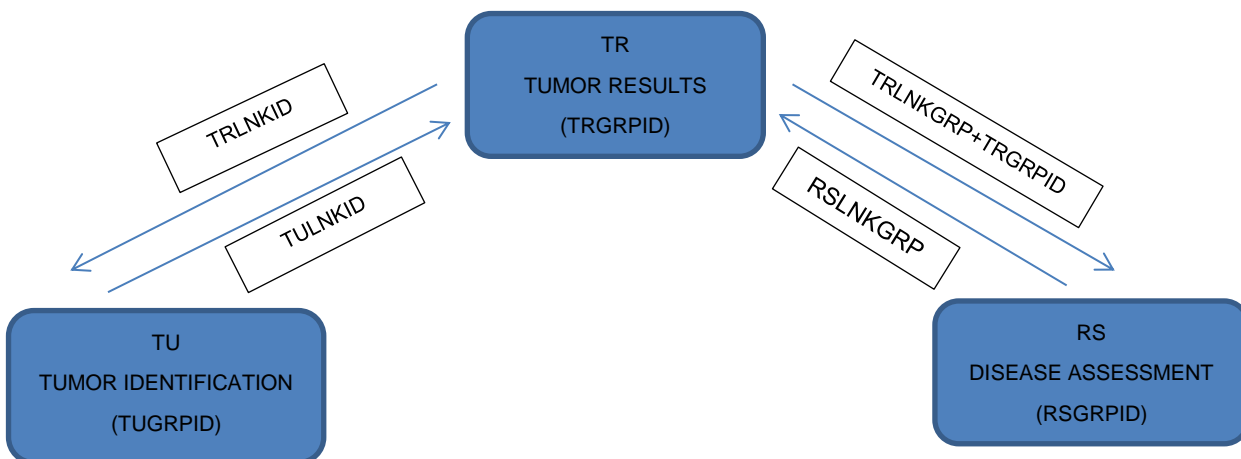 TR
TUMOR RESULTS
(TRGRPID)
TRLNKID
TULNKID
TRLNKGRP+TRGRPID
RSLNKGRP
TU
TUMOR IDENTIFICATION
(TUGRPID)
RS
DISEASE ASSESSMENT
(RSGRPID)